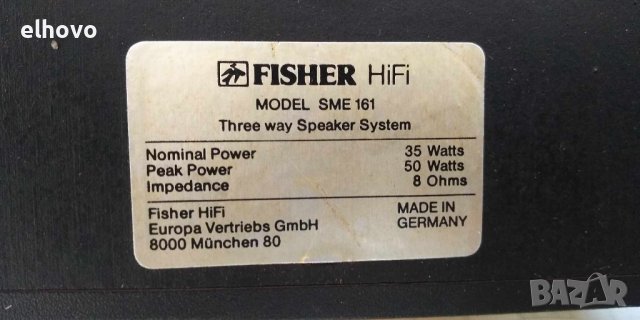 elhovo
FISHER HiFi
MODEL SME 161
Three way Speaker System
Nominal Power 35 Watts
Peak Power 50 Watts
Impedance 8 Ohms
Fisher HiFi
Europa Vertriebs GmbH
8000 München 80
MADE IN
GERMANY
BAZAR